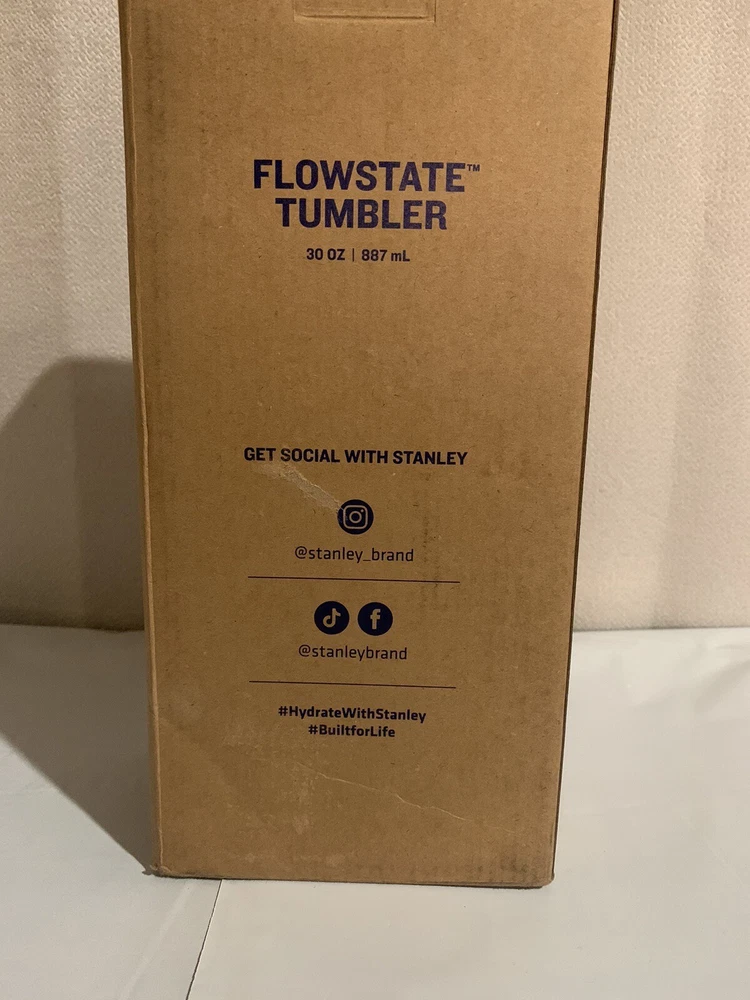 FLOWSTATE™
TUMBLER
30 OZ | 887 mL
GET SOCIAL WITH STANLEY
@stanley_brand
@stanleybrand
#HydrateWithStanley
#BuiltforLife